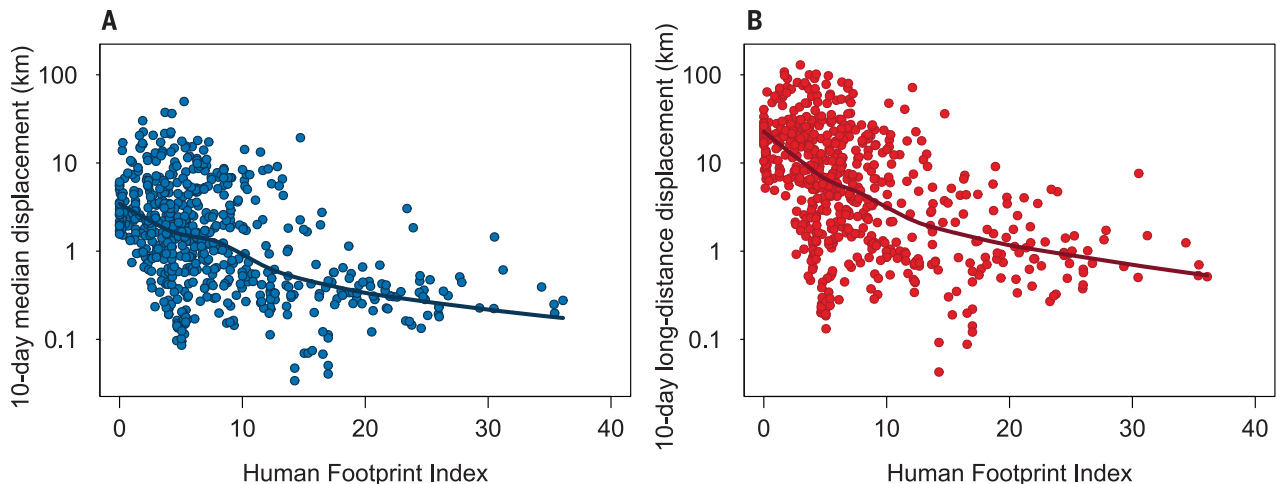 A
10-day median displacement (km)
100
10
1
0.1
0 10 20 30 40
Human Footprint Index
B
10-day long-distance displacement (km)
100
10
1
0.1
0 10 20 30 40
Human Footprint Index